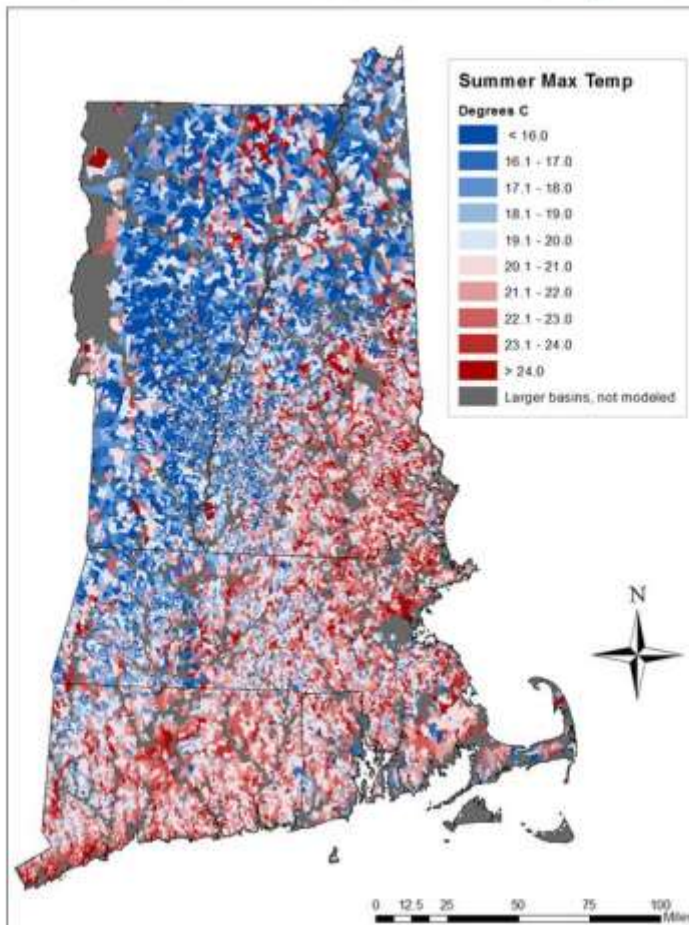 Summer Max Temp
Degrees C
< 16.0
16.1 - 17.0
17.1 - 18.0
18.1 - 19.0
19.1 - 20.0
20.1 - 21.0
21.1 - 22.0
22.1 - 23.0
23.1 - 24.0
> 24.0
Larger basins, not modeled
N
0 12.5 25 50 75 100
Miles